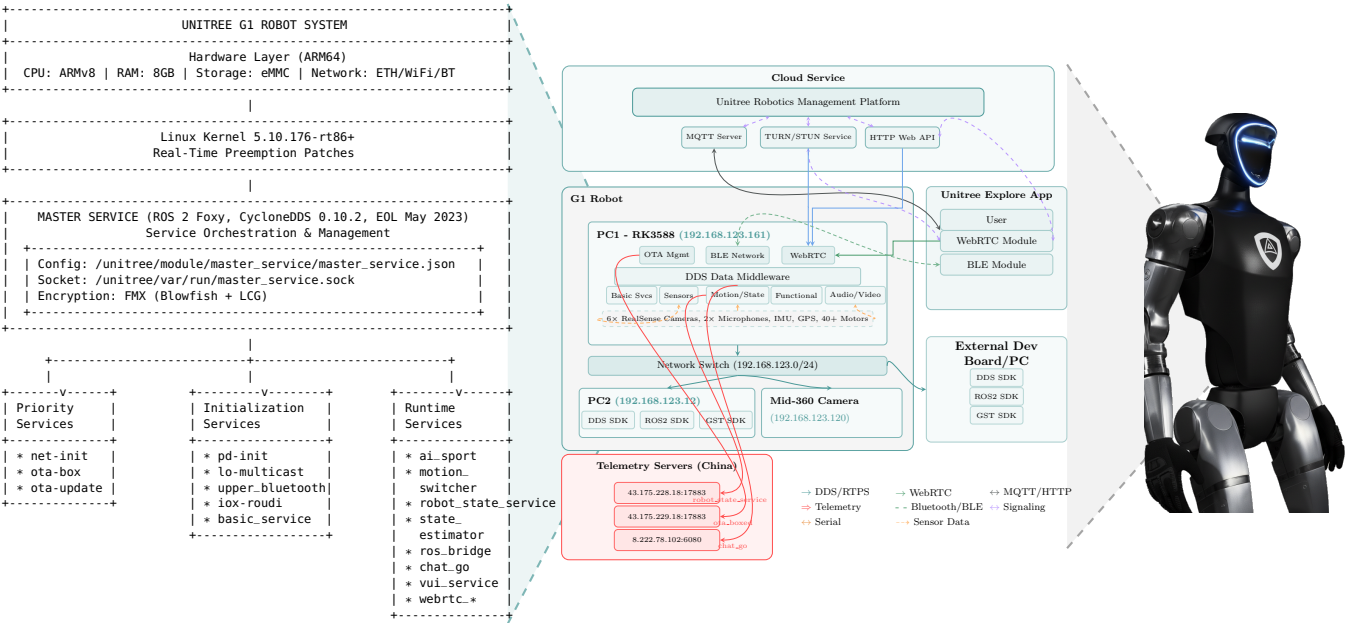 UNITREE G1 ROBOT SYSTEM
Hardware Layer (ARM64)
CPU: ARMv8 | RAM: 8GB | Storage: eMMC | Network: ETH/WiFi/BT
Linux Kernel 5.10.176-rt86+
Real-Time Preemption Patches
MASTER SERVICE (ROS 2 Foxy, CycloneDDS 0.10.2, EOL May 2023)
Service Orchestration & Management
Config: /unitree/module/master_service/master_service.json
Socket: /unitree/var/run/master_service.sock
Encryption: FMX (Blowfish + LCG)
Priority
Services
* net-init
* ota-box
* ota-update
Initialization
Services
* pd-init
* lo-multicast
* upper_bluetooth
* iox-roudi
* basic_service
Runtime
Services
* ai_sport
* motion_
switcher
* robot_state_service
* state_
estimator
* ros_bridge
* chat_go
* vui_service
* webrtc_*
Cloud Service
Unitree Robotics Management Platform
MQTT Server
TURN/STUN Service
HTTP Web API
G1 Robot
PC1 - RK3588 (192.168.123.161)
OTA Mgmt
BLE Network
WebRTC
DDS Data Middleware
Basic Svcs
Sensors
Motion/State
Functional
Audio/Video
6× RealSense Cameras, 2× Microphones, IMU, GPS, 40+ Motors
Network Switch (192.168.123.0/24)
PC2 (192.168.123.12)
DDS SDK
ROS2 SDK
GST SDK
Mid-360 Camera
(192.168.123.120)
Unitree Explore App
User
WebRTC Module
BLE Module
External Dev
Board/PC
DDS SDK
ROS2 SDK
GST SDK
Telemetry Servers (China)
43.175.228.18:17883
robot_state_service
43.175.229.18:17883
ota_boxed
8.222.78.102:6080
chat_go
DDS/RTPS
WebRTC
MQTT/HTTP
Telemetry
Bluetooth/BLE
Signaling
Serial
Sensor Data